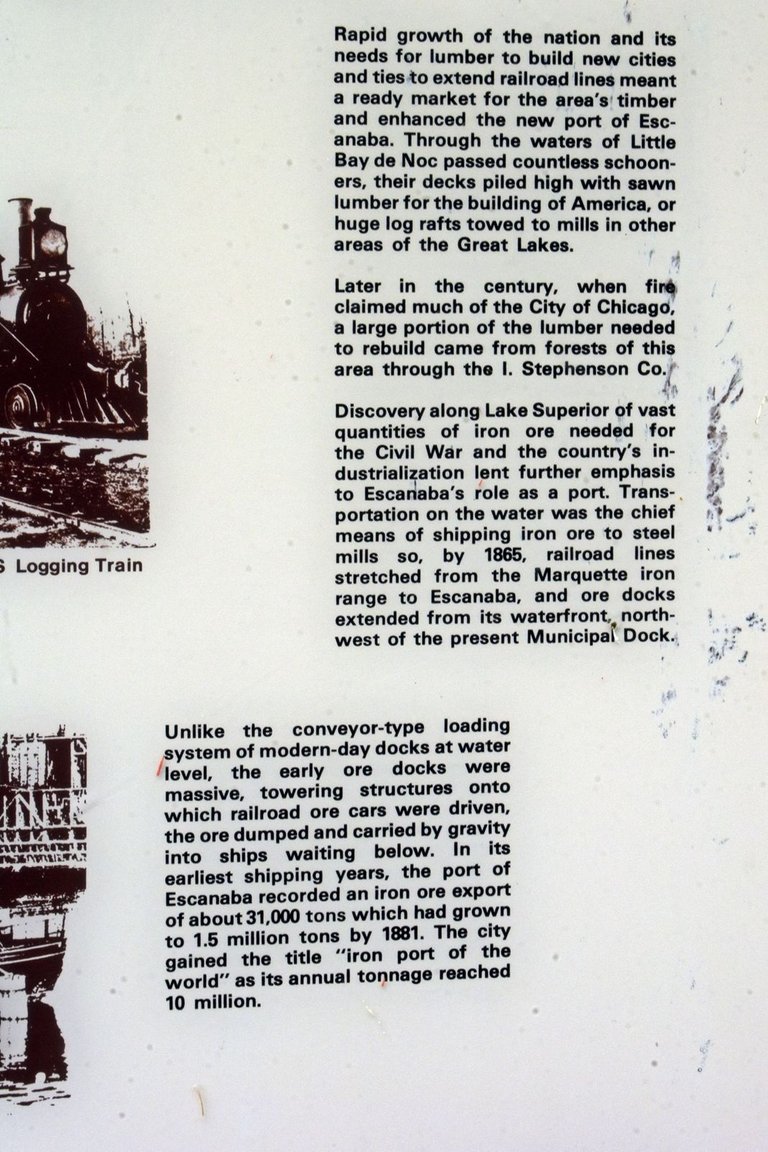 Rapid growth of the nation and its
needs for lumber to build new cities
and ties to extend railroad lines meant
a ready market for the area's timber
and enhanced the new port of Esc-
anaba. Through the waters of Little
Bay de Noc passed countless schoon-
ers, their decks piled high with sawn
lumber for the building of America, or
huge log rafts towed to mills in other
areas of the Great Lakes.
Later in the century, when fire
claimed much of the City of Chicago,
a large portion of the lumber needed
to rebuild came from forests of this
area through the I. Stephenson Co.
Discovery along Lake Superior of vast
quantities of iron ore needed for
the Civil War and the country's in-
dustrialization lent further emphasis
to Escanaba's role as a port. Trans-
portation on the water was the chief
means of shipping iron ore to steel
mills so, by 1865, railroad lines
stretched from the Marquette iron
range to Escanaba, and ore docks
extended from its waterfront, north-
west of the present Municipal Dock.
Logging Train
Unlike the conveyor-type loading
system of modern-day docks at water
level, the early ore docks were
massive, towering structures onto
which railroad ore cars were driven,
the ore dumped and carried by gravity
into ships waiting below. In its
earliest shipping years, the port of
Escanaba recorded an iron ore export
of about 31,000 tons which had grown
to 1.5 million tons by 1881. The city
gained the title "iron port of the
world" as its annual tonnage reached
10 million.